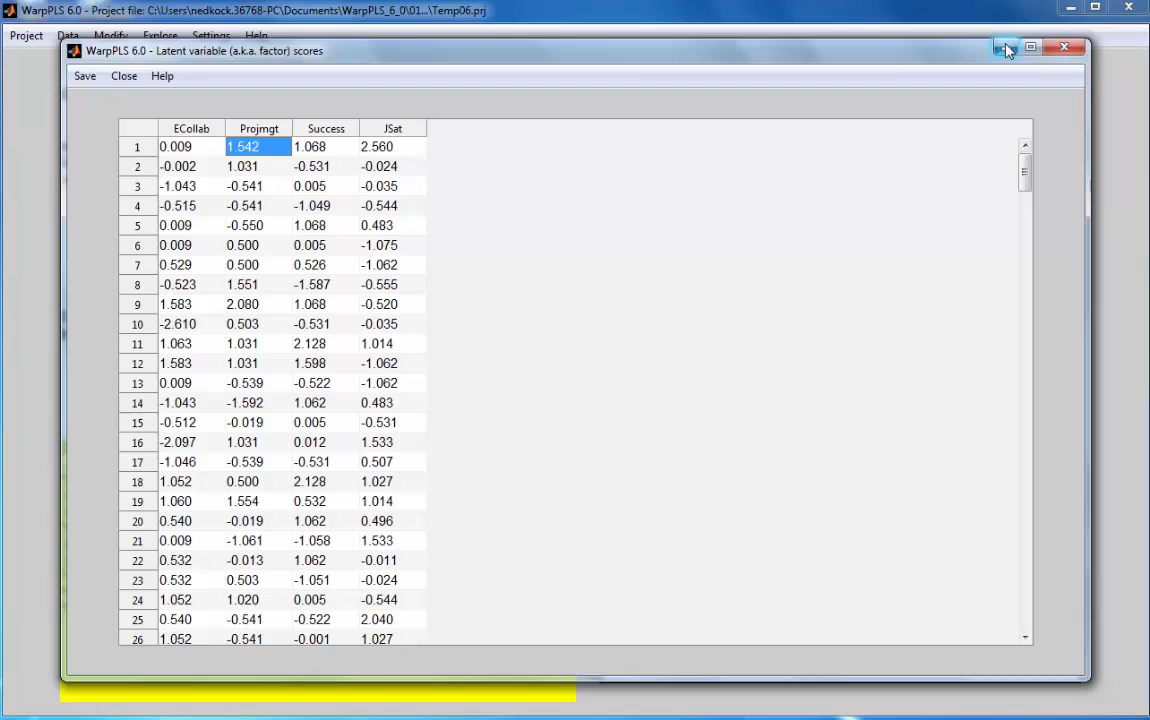 WarpPLS 6.0 - Project file: C:\Users\nedkock.36768-PC\Documents\WarpPLS_6_0\01...\Temp06.prj
Project Data Modify Explore Settings Help
WarpPLS 6.0 - Latent variable (a.k.a. factor) scores
Save Close Help
ECollab Projmgt Success JSat
1 0.009 1.542 1.068 2.560
2 -0.002 1.031 -0.531 -0.024
3 -1.043 -0.541 0.005 -0.035
4 -0.515 -0.541 -1.049 -0.544
5 0.009 -0.550 1.068 0.483
6 0.009 0.500 0.005 -1.075
7 0.529 0.500 0.526 -1.062
8 -0.523 1.551 -1.587 -0.555
9 1.583 2.080 1.068 -0.520
10 -2.610 0.503 -0.531 -0.035
11 1.063 1.031 2.128 1.014
12 1.583 1.031 1.598 -1.062
13 0.009 -0.539 -0.522 -1.062
14 -1.043 -1.592 1.062 0.483
15 -0.512 -0.019 0.005 -0.531
16 -2.097 1.031 0.012 1.533
17 -1.046 -0.539 -0.531 0.507
18 1.052 0.500 2.128 1.027
19 1.060 1.554 0.532 1.014
20 0.540 -0.019 1.062 0.496
21 0.009 -1.061 -1.058 1.533
22 0.532 -0.013 1.062 -0.011
23 0.532 0.503 -1.051 -0.024
24 1.052 1.020 0.005 -0.544
25 0.540 -0.541 -0.522 2.040
26 1.052 -0.541 -0.001 1.027